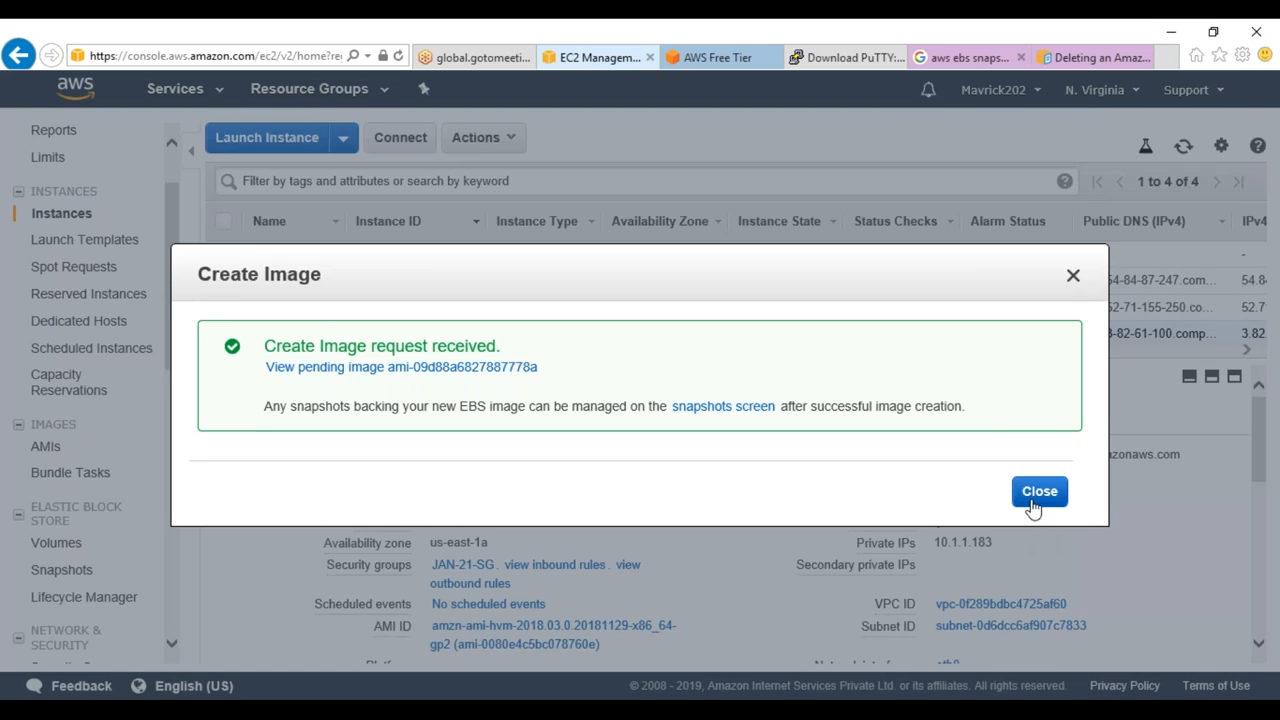 https://console.aws.amazon.com/ec2/v2/home?re
global.gotomeeti...
EC2 Managem...
AWS Free Tier
Download PuTTY:...
aws ebs snaps...
Deleting an Amaz...
aws
Services
Resource Groups
Mavrick202
N. Virginia
Support
Reports
Limits
INSTANCES
Instances
Launch Templates
Spot Requests
Reserved Instances
Dedicated Hosts
Scheduled Instances
Capacity
Reservations
IMAGES
AMIs
Bundle Tasks
ELASTIC BLOCK
STORE
Volumes
Snapshots
Lifecycle Manager
NETWORK &
SECURITY
Launch Instance
Connect
Actions
Filter by tags and attributes or search by keyword
1 to 4 of 4
Name
Instance ID
Instance Type
Availability Zone
Instance State
Status Checks
Alarm Status
Public DNS (IPv4)
IPv4
-
-
54-84-87-247.com...
54.8
52-71-155-250.co...
52.7
3-82-61-100.comp...
3.82
Create Image
Create Image request received.
View pending image ami-09d88a6827887778a
Any snapshots backing your new EBS image can be managed on the snapshots screen after successful image creation.
Close
zonaws.com
Availability zone
us-east-1a
Private IPs
10.1.1.183
Security groups
JAN-21-SG. view inbound rules. view
outbound rules
Secondary private IPs
Scheduled events
No scheduled events
VPC ID
vpc-0f289bdbc4725af60
AMI ID
amzn-ami-hvm-2018.03.0.20181129-x86_64-
gp2 (ami-0080e4c5bc078760e)
Subnet ID
subnet-0d6dcc6af907c7833
Feedback
English (US)
© 2008 - 2019, Amazon Internet Services Private Ltd. or its affiliates. All rights reserved.
Privacy Policy
Terms of Use